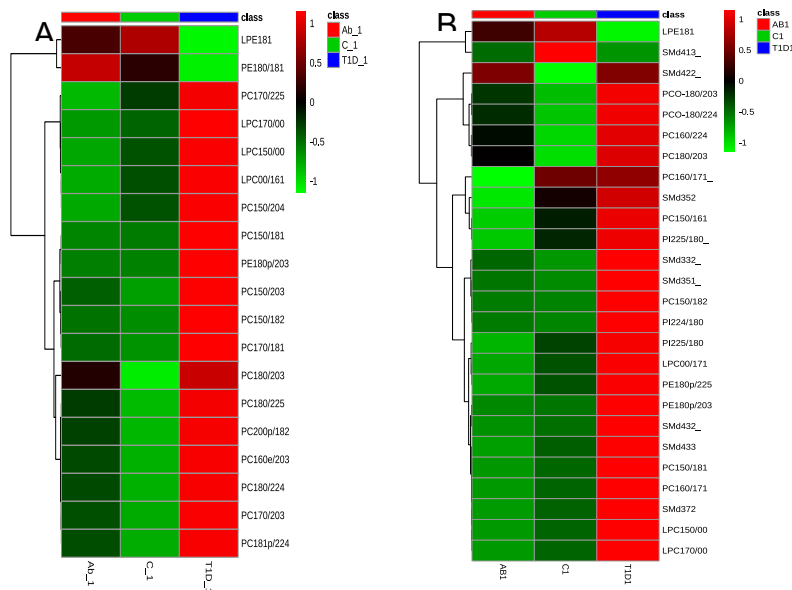 A
class
Ab_1
C_1
T1D_1
1
0.5
0
-0.5
-1
class
LPE181
PE180/181
PC170/225
LPC170/00
LPC150/00
LPC00/161
PC150/204
PC150/181
PE180p/203
PC150/203
PC150/182
PC170/181
PC180/203
PC180/225
PC200p/182
PC160e/203
PC180/224
PC170/203
PC181p/224
Ab_1
C_1
T1D_
B
class
AB1
C1
T1D1
1
0.5
0
-0.5
-1
class
LPE181
SMd413_
SMd422_
PCO-180/203
PCO-180/224
PC160/224
PC180/203
PC160/171_
SMd352
PC150/161
PI225/180_
SMd332_
SMd351_
PC150/182
PI224/180
PI225/180
LPC00/171
PE180p/225
PE180p/203
SMd432_
SMd433
PC150/181
PC160/171
SMd372
LPC150/00
LPC170/00
AB1
C1
T1D1